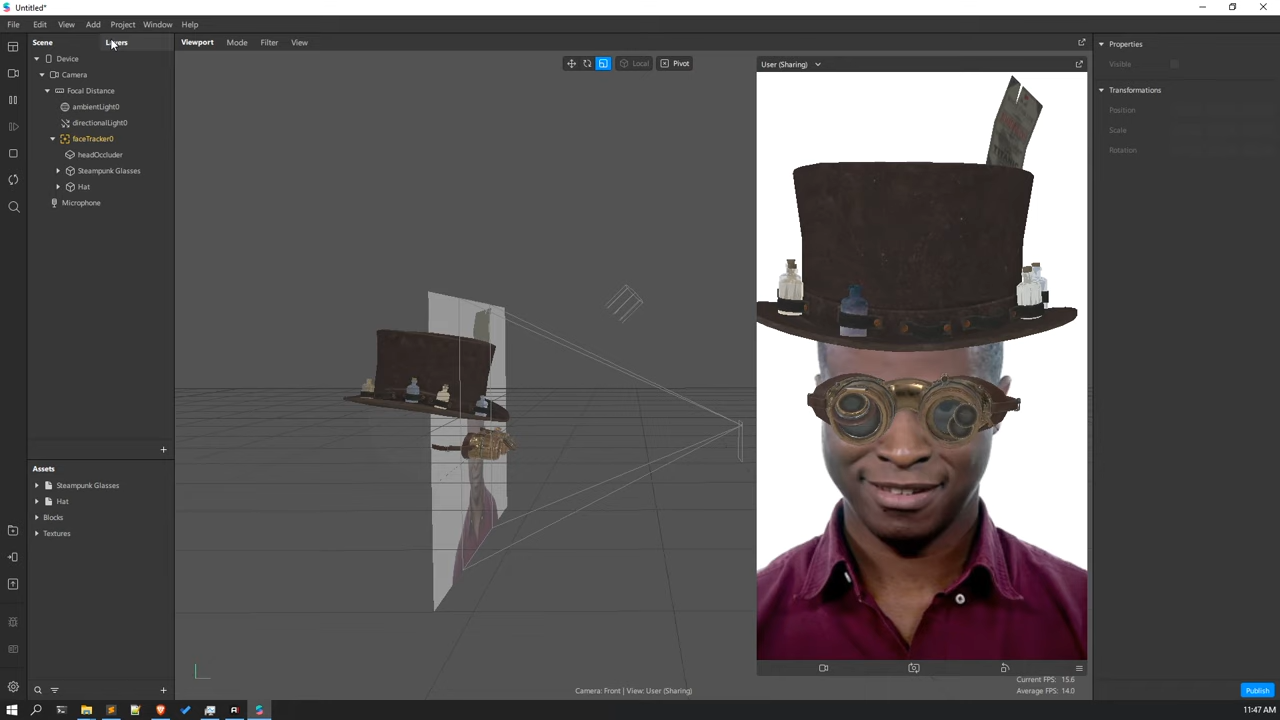 Untitled*
File Edit View Add Project Window Help
Scene Layers
Viewport Mode Filter View
Properties
Visible
Transformations
Position
Scale
Rotation
Device
Camera
Focal Distance
ambientLight0
directionalLight0
faceTracker0
headOccluder
Steampunk Glasses
Hat
Microphone
Local Pivot
User (Sharing)
Assets
Steampunk Glasses
Hat
Blocks
Textures
Camera: Front | View: User (Sharing)
Current FPS: 15.6
Average FPS: 14.0
Publish
11:47 AM